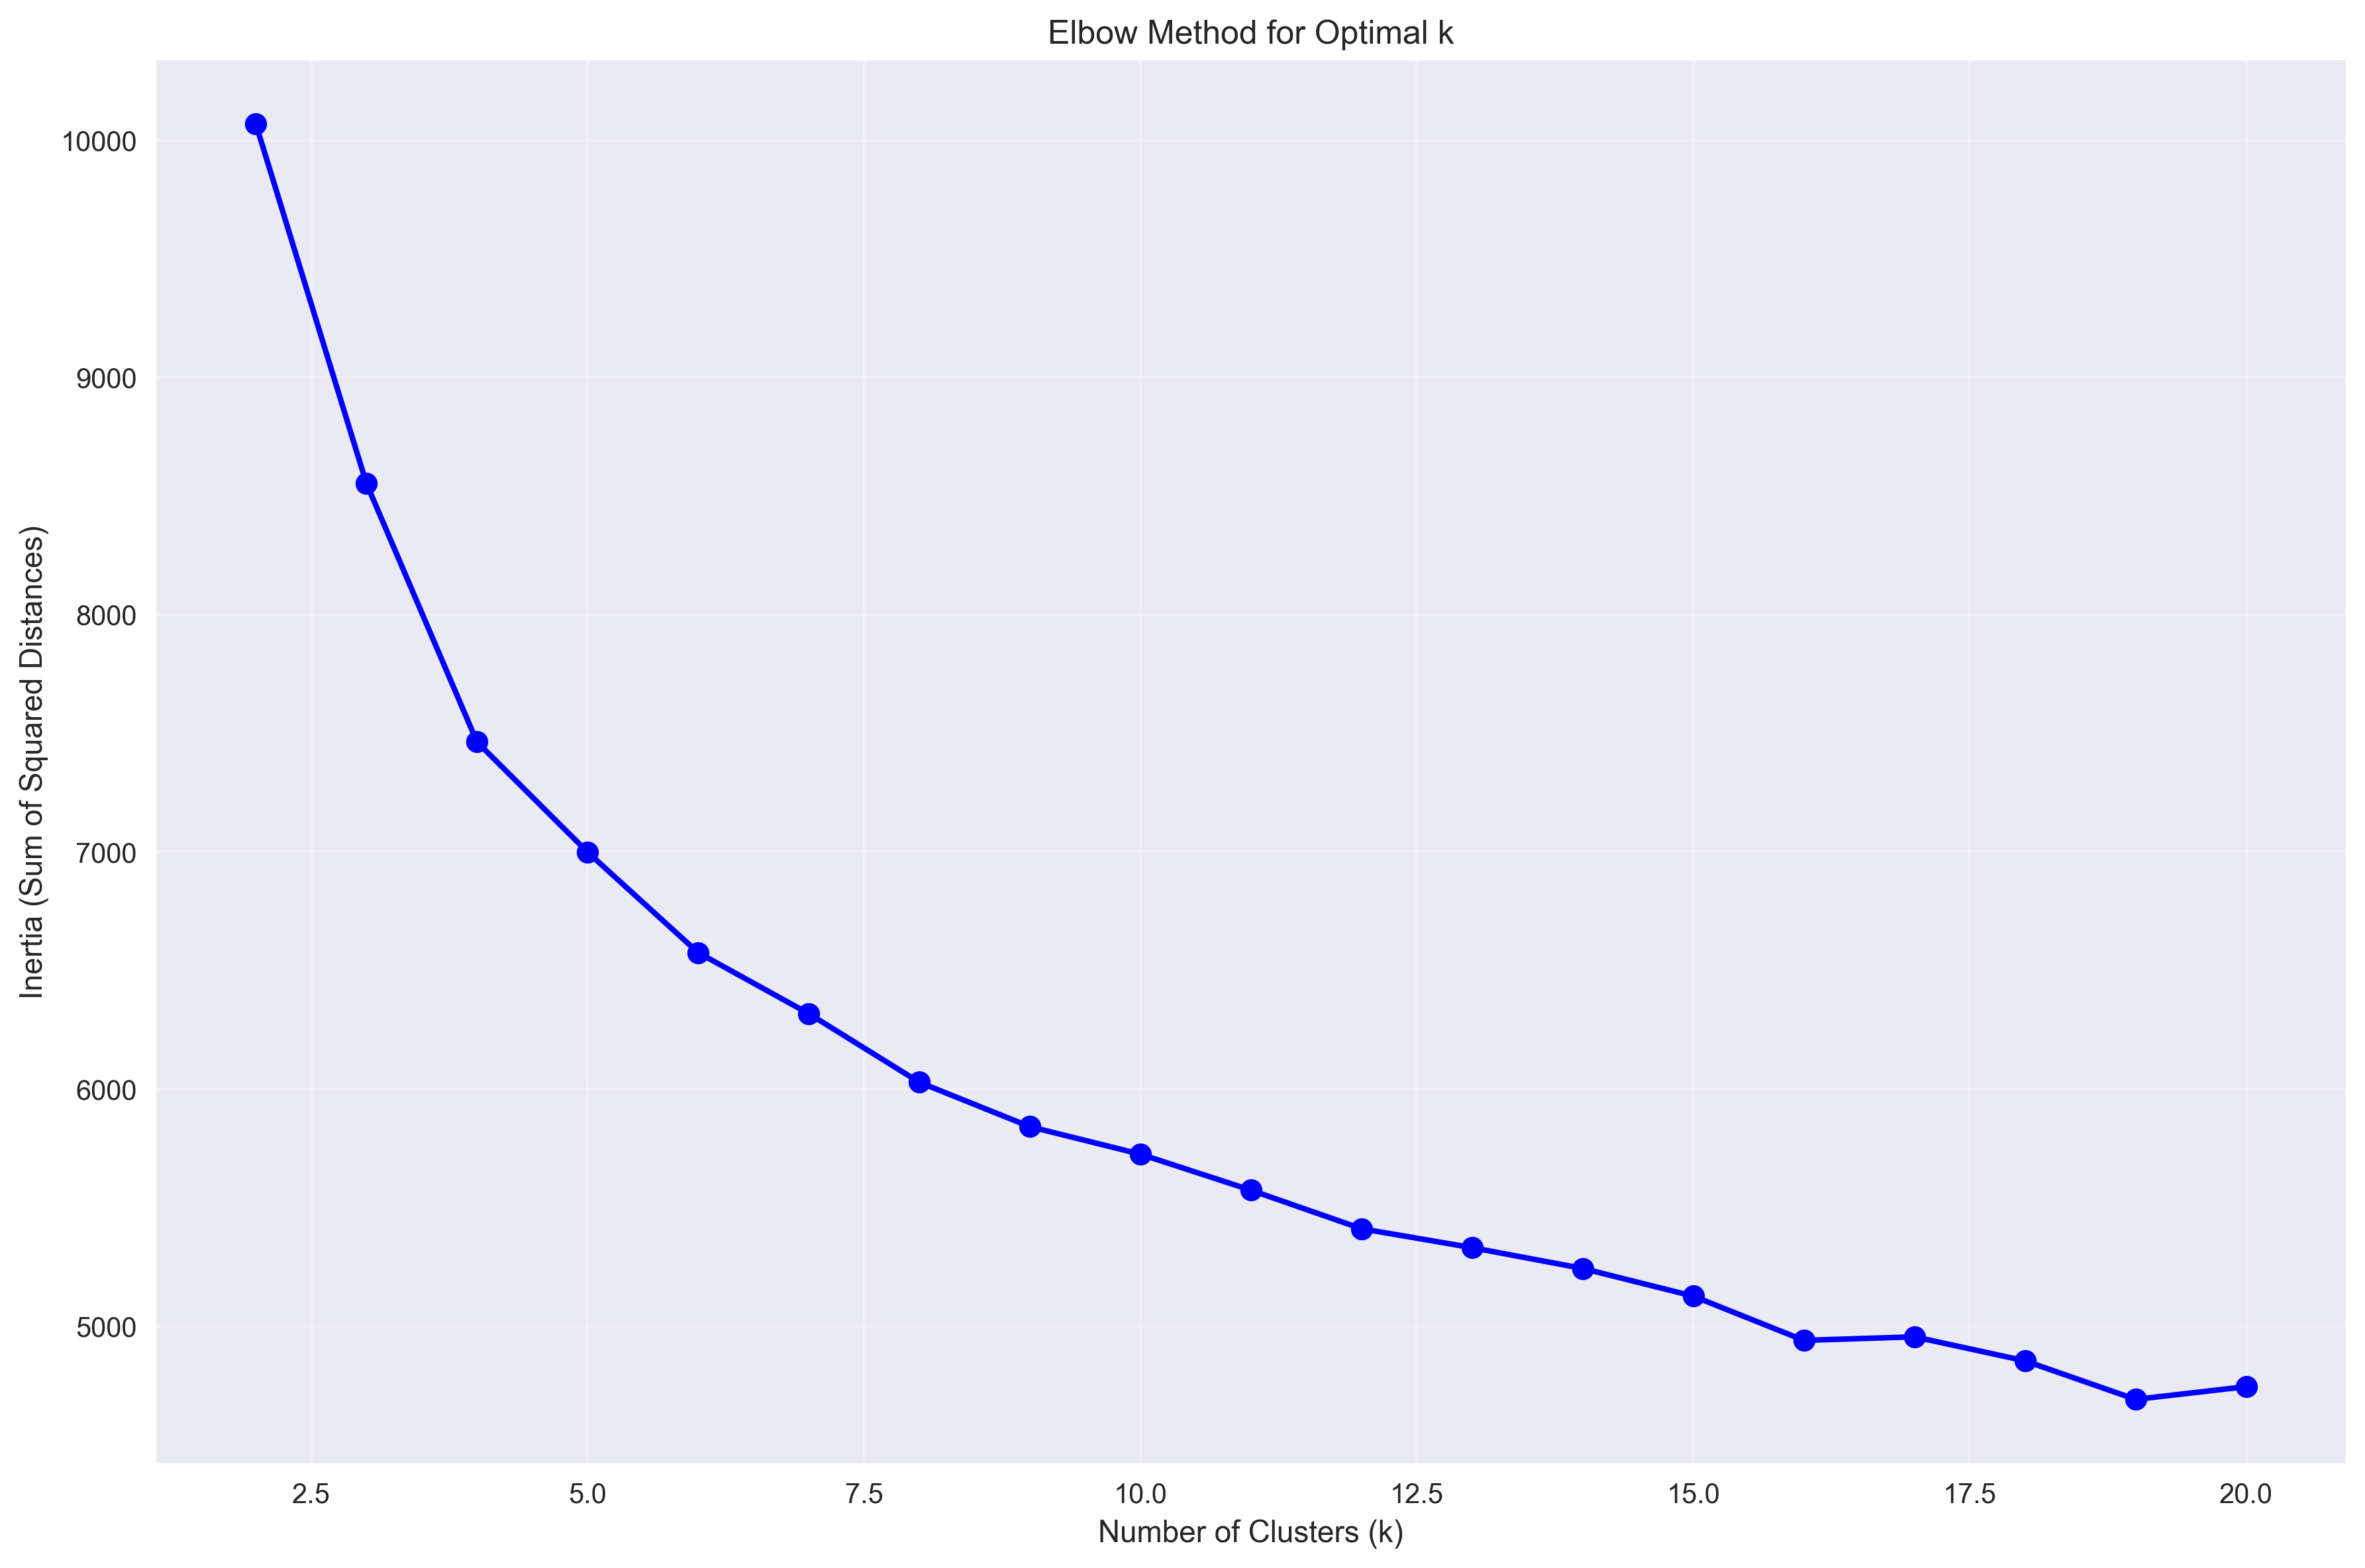 Elbow Method for Optimal k
Inertia (Sum of Squared Distances)
10000
9000
8000
7000
6000
5000
2.5 5.0 7.5 10.0 12.5 15.0 17.5 20.0
Number of Clusters (k)